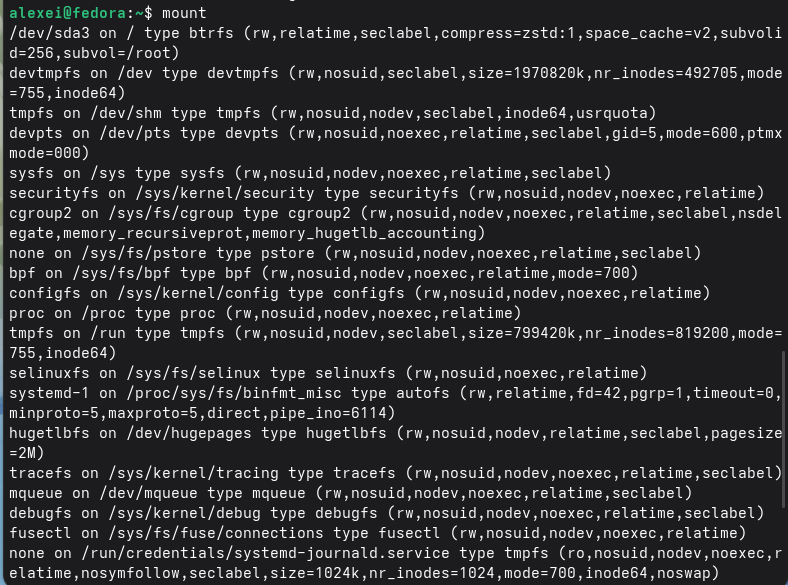 alexei@fedora:~$ mount
/dev/sda3 on / type btrfs (rw,relatime,seclabel,compress=zstd:1,space_cache=v2,subvoli
d=256,subvol=/root)
devtmpfs on /dev type devtmpfs (rw,nosuid,seclabel,size=1970820k,nr_inodes=492705,mode
=755,inode64)
tmpfs on /dev/shm type tmpfs (rw,nosuid,nodev,seclabel,inode64,usrquota)
devpts on /dev/pts type devpts (rw,nosuid,noexec,relatime,seclabel,gid=5,mode=600,ptmx
mode=000)
sysfs on /sys type sysfs (rw,nosuid,nodev,noexec,relatime,seclabel)
securityfs on /sys/kernel/security type securityfs (rw,nosuid,nodev,noexec,relatime)
cgroup2 on /sys/fs/cgroup type cgroup2 (rw,nosuid,nodev,noexec,relatime,seclabel,nsdel
egate,memory_recursiveprot,memory_hugetlb_accounting)
none on /sys/fs/pstore type pstore (rw,nosuid,nodev,noexec,relatime,seclabel)
bpf on /sys/fs/bpf type bpf (rw,nosuid,nodev,noexec,relatime,mode=700)
configfs on /sys/kernel/config type configfs (rw,nosuid,nodev,noexec,relatime)
proc on /proc type proc (rw,nosuid,nodev,noexec,relatime)
tmpfs on /run type tmpfs (rw,nosuid,nodev,seclabel,size=799420k,nr_inodes=819200,mode=
755,inode64)
selinuxfs on /sys/fs/selinux type selinuxfs (rw,nosuid,noexec,relatime)
systemd-1 on /proc/sys/fs/binfmt_misc type autofs (rw,relatime,fd=42,pgrp=1,timeout=0,
minproto=5,maxproto=5,direct,pipe_ino=6114)
hugetlbfs on /dev/hugepages type hugetlbfs (rw,nosuid,nodev,relatime,seclabel,pagesize
=2M)
tracefs on /sys/kernel/tracing type tracefs (rw,nosuid,nodev,noexec,relatime,seclabel)
mqueue on /dev/mqueue type mqueue (rw,nosuid,nodev,noexec,relatime,seclabel)
debugfs on /sys/kernel/debug type debugfs (rw,nosuid,nodev,noexec,relatime,seclabel)
fusectl on /sys/fs/fuse/connections type fusectl (rw,nosuid,nodev,noexec,relatime)
none on /run/credentials/systemd-journald.service type tmpfs (ro,nosuid,nodev,noexec,r
elatime,nosymfollow,seclabel,size=1024k,nr_inodes=1024,mode=700,inode64,noswap)